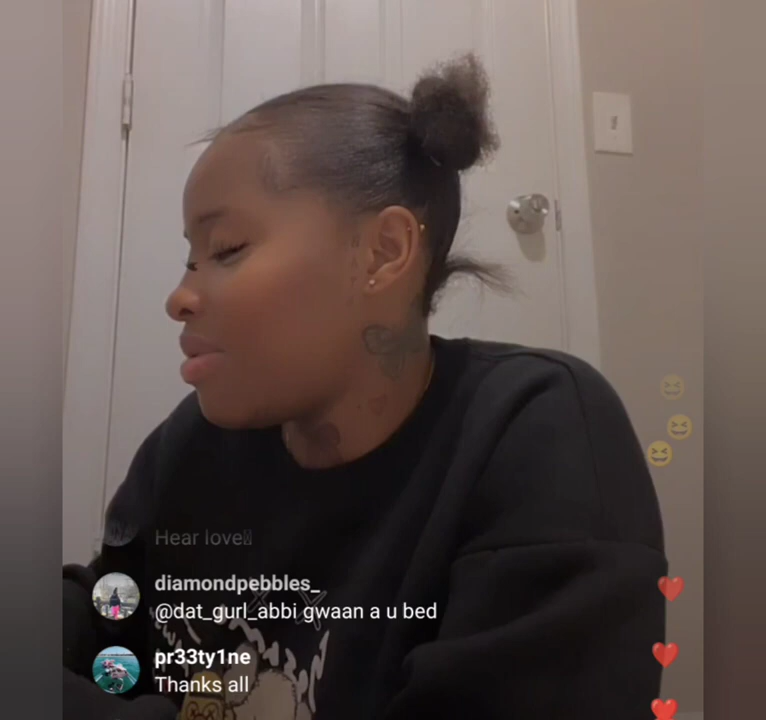 Hear love
diamondpebbles_
@dat_gurl_abbi gwaan a u bed
pr33ty1ne
Thanks all